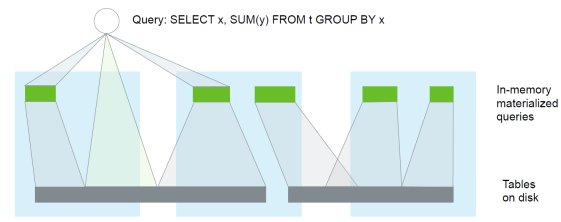 Query: SELECT x, SUM(y) FROM t GROUP BY x
In-memory
materialized
queries
Tables
on disk